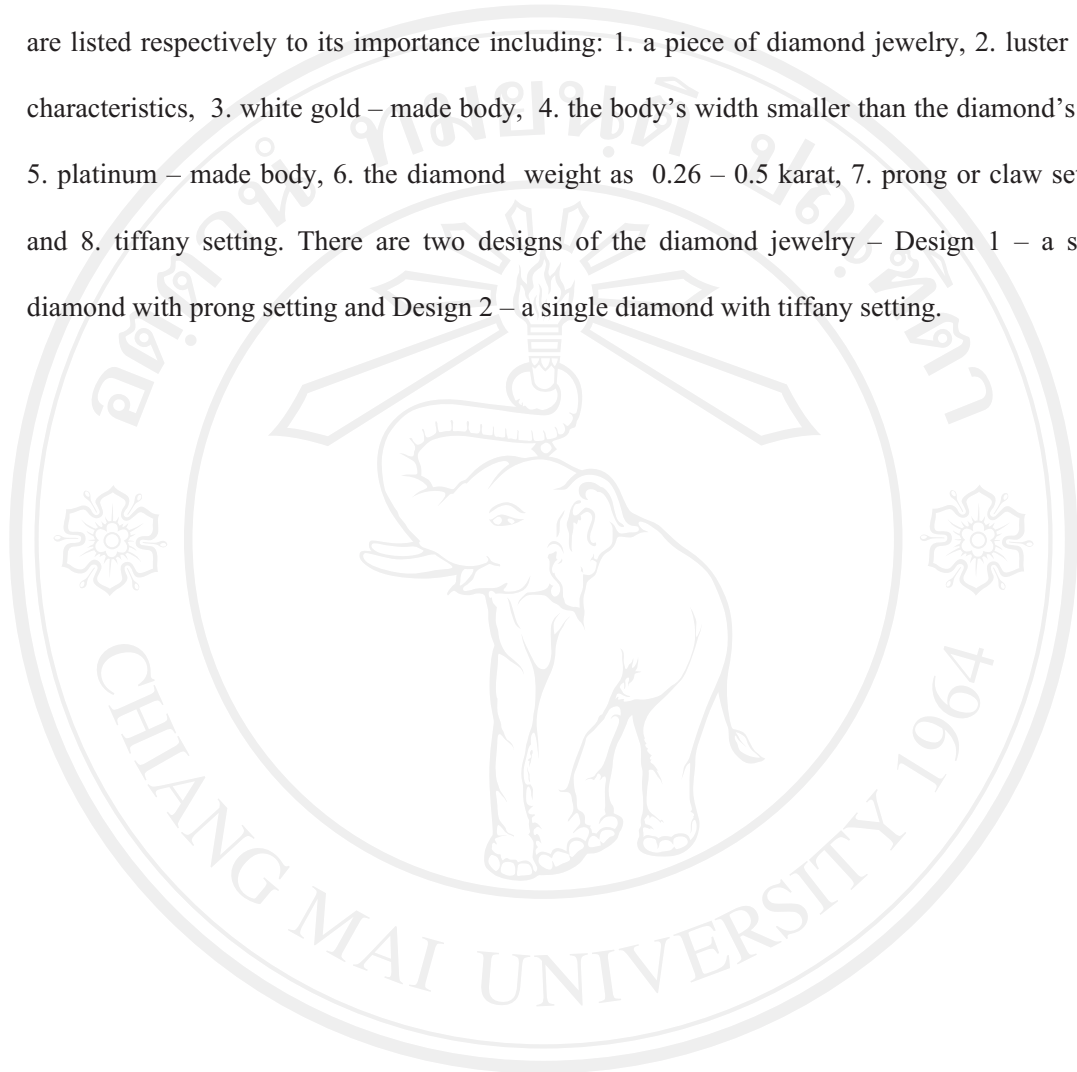 are listed respectively to its importance including: 1. a piece of diamond jewelry, 2. luster
characteristics, 3. white gold – made body, 4. the body’s width smaller than the diamond’s
5. platinum – made body, 6. the diamond weight as 0.26 – 0.5 karat, 7. prong or claw se
and 8. tiffany setting. There are two designs of the diamond jewelry – Design 1 – a s
diamond with prong setting and Design 2 – a single diamond with tiffany setting.
CHIANG MAI UNIVERSITY 1964